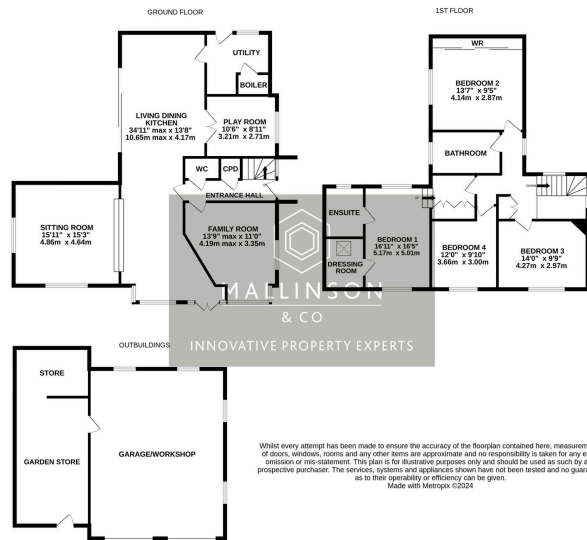 GROUND FLOOR
1ST FLOOR
UTILITY
BOILER
LIVING DINING
KITCHEN
34'11" max x 13'8"
10.65m max x 4.17m
PLAY ROOM
10'6" x 8'11"
3.21m x 2.71m
WC
CPD
ENTRANCE HALL
SITTING ROOM
15'11" x 15'3"
4.86m x 4.64m
FAMILY ROOM
13'9" max x 11'0"
4.19m max x 3.35m
WR
BEDROOM 2
13'7" x 9'5"
4.14m x 2.87m
BATHROOM
ENSUITE
DRESSING
ROOM
BEDROOM 1
16'11" x 16'5"
5.17m x 5.01m
BEDROOM 4
12'0" x 9'10"
3.66m x 3.00m
BEDROOM 3
14'0" x 9'9"
4.27m x 2.97m
MALLINSON
& CO
INNOVATIVE PROPERTY EXPERTS
OUTBUILDINGS
STORE
GARDEN STORE
GARAGE/WORKSHOP
Whilst every attempt has been made to ensure the accuracy of the floorplan contained here, measurem
of doors, windows, rooms and any other items are approximate and no responsibility is taken for any e
omission or mis-statement. This plan is for illustrative purposes only and should be used as such by a
prospective purchaser. The services, systems and appliances shown have not been tested and no guara
as to their operability or efficiency can be given.
Made with Metropix ©2024